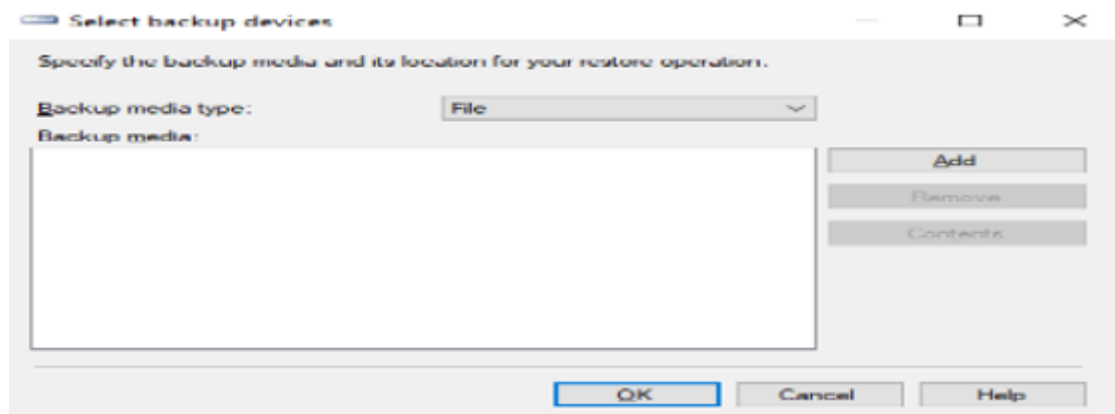 Select backup devices
Specify the backup media and its location for your restore operation.
Backup media type:
File
Backup media:
Add
Remove
Contents
OK
Cancel
Help